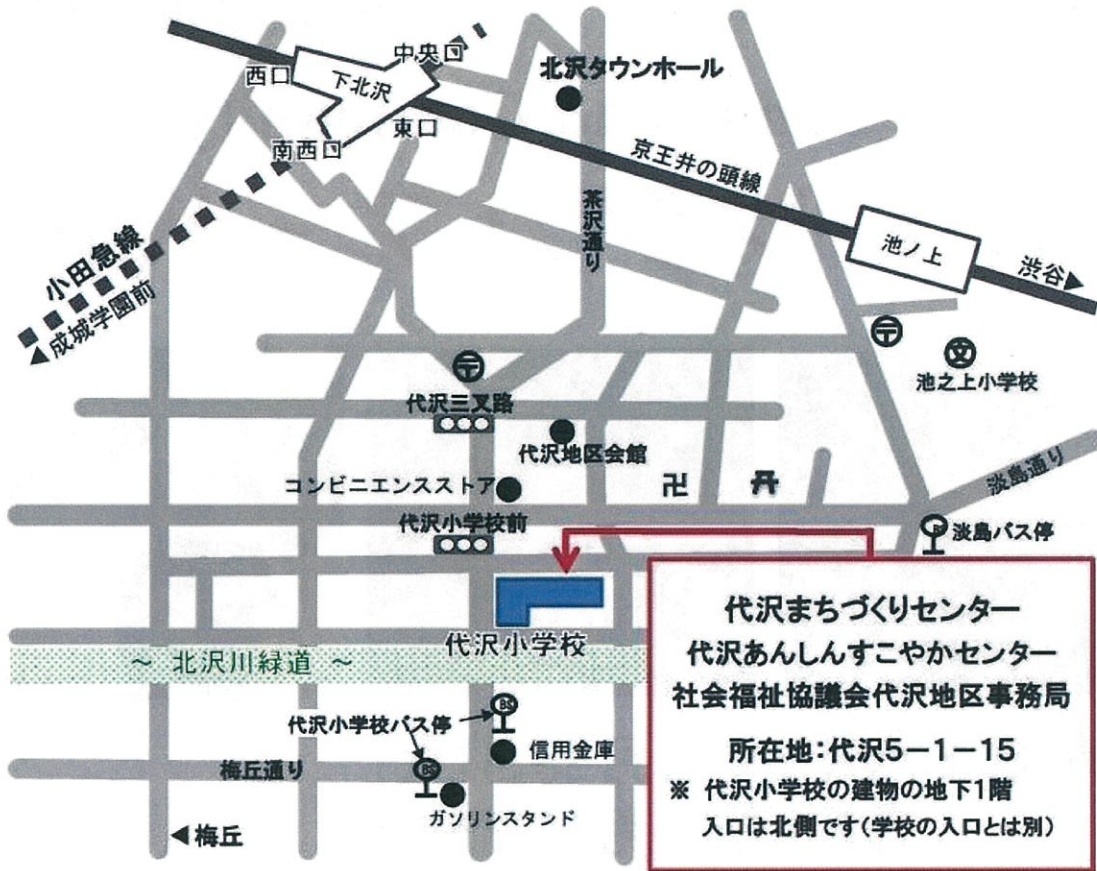 中央口
北沢タウンホール
西口
下北沢
東口
南西口
京王井の頭線
茶沢通り
池ノ上
渋谷▶
小田急線
◀成城学園前
〒
〒
文
池之上小学校
代沢三叉路
代沢地区会館
コンビニエンスストア
卍
淡島通り
代沢小学校前
淡島バス停
代沢小学校
~ 北沢川緑道 ~
代沢小学校バス停
BS
BS
信用金庫
梅丘通り
ガソリンスタンド
◀梅丘
代沢まちづくりセンター
代沢あんしんすこやかセンター
社会福祉協議会代沢地区事務局
所在地:代沢5-1-15
※ 代沢小学校の建物の地下1階
入口は北側です(学校の入口とは別)